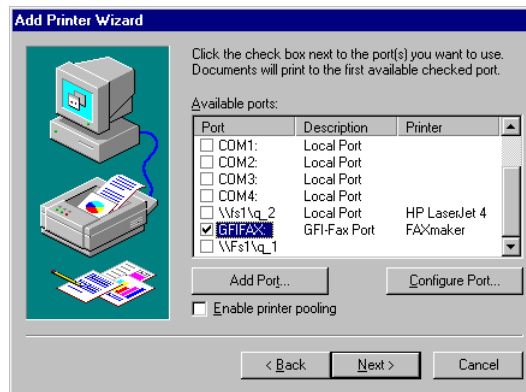 Add Printer Wizard
Click the check box next to the port(s) you want to use.
Documents will print to the first available checked port.
Available ports:
Port Description Printer
COM1: Local Port
COM2: Local Port
COM3: Local Port
COM4: Local Port
\\fs1\q_2 Local Port HP LaserJet 4
GFIFAX: GFI-Fax Port FAXmaker
\\Fs1\q_1
Add Port... Configure Port...
Enable printer pooling
< Back Next > Cancel